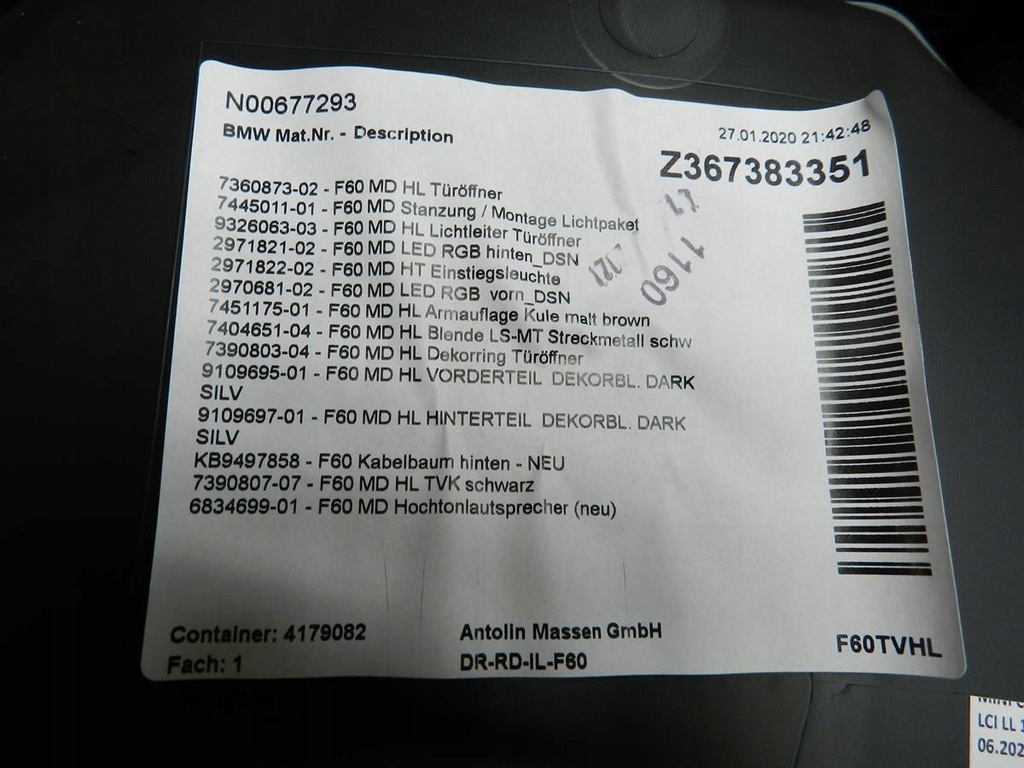 N00677293
BMW Mat.Nr. - Description
27.01.2020 21:42:48
Z367383351
7360873-02 - F60 MD HL Türöffner
7445011-01 - F60 MD Stanzung / Montage Lichtpaket
9326063-03 - F60 MD HL Lichtleiter Türöffner
2971821-02 - F60 MD LED RGB hinten_DSN
2971822-02 - F60 MD HT Einstiegsleuchte
2970681-02 - F60 MD LED RGB vorn_DSN
7451175-01 - F60 MD HL Armauflage Kule malt brown
7404651-04 - F60 MD HL Blende LS-MT Streckmetall schw
7390803-04 - F60 MD HL Dekorring Türöffner
9109695-01 - F60 MD HL VORDERTEIL DEKORBL. DARK
SILV
9109697-01 - F60 MD HL HINTERTEIL DEKORBL. DARK
SILV
KB9497858 - F60 Kabelbaum hinten - NEU
7390807-07 - F60 MD HL TVK schwarz
6834699-01 - F60 MD Hochtonlautsprecher (neu)
1160
Container: 4179082
Fach: 1
Antolin Massen GmbH
DR-RD-IL-F60
F60TVHL
LCI LL 1
06.202